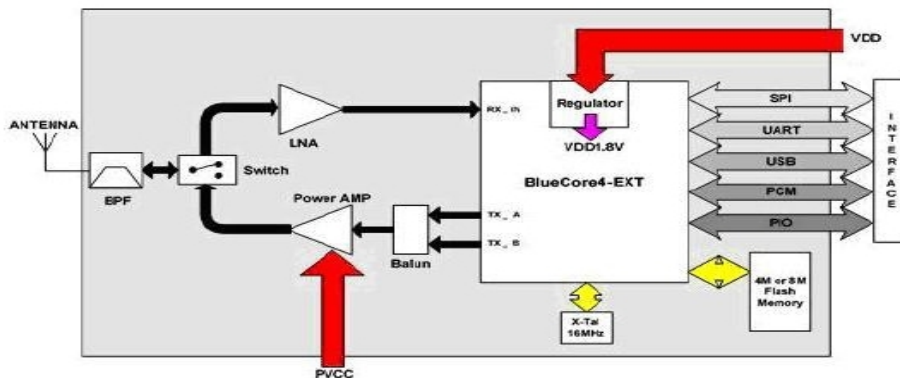 VDD
ANTENNA
BPF
Switch
LNA
Power AMP
Balun
PVCC
RX_IN
TX_A
TX_B
Regulator
VDD1.8V
BlueCore4-EXT
X-Tal
16MHz
4M or 8M
Flash
Memory
SPI
UART
USB
PCM
PIO
INTERFACE